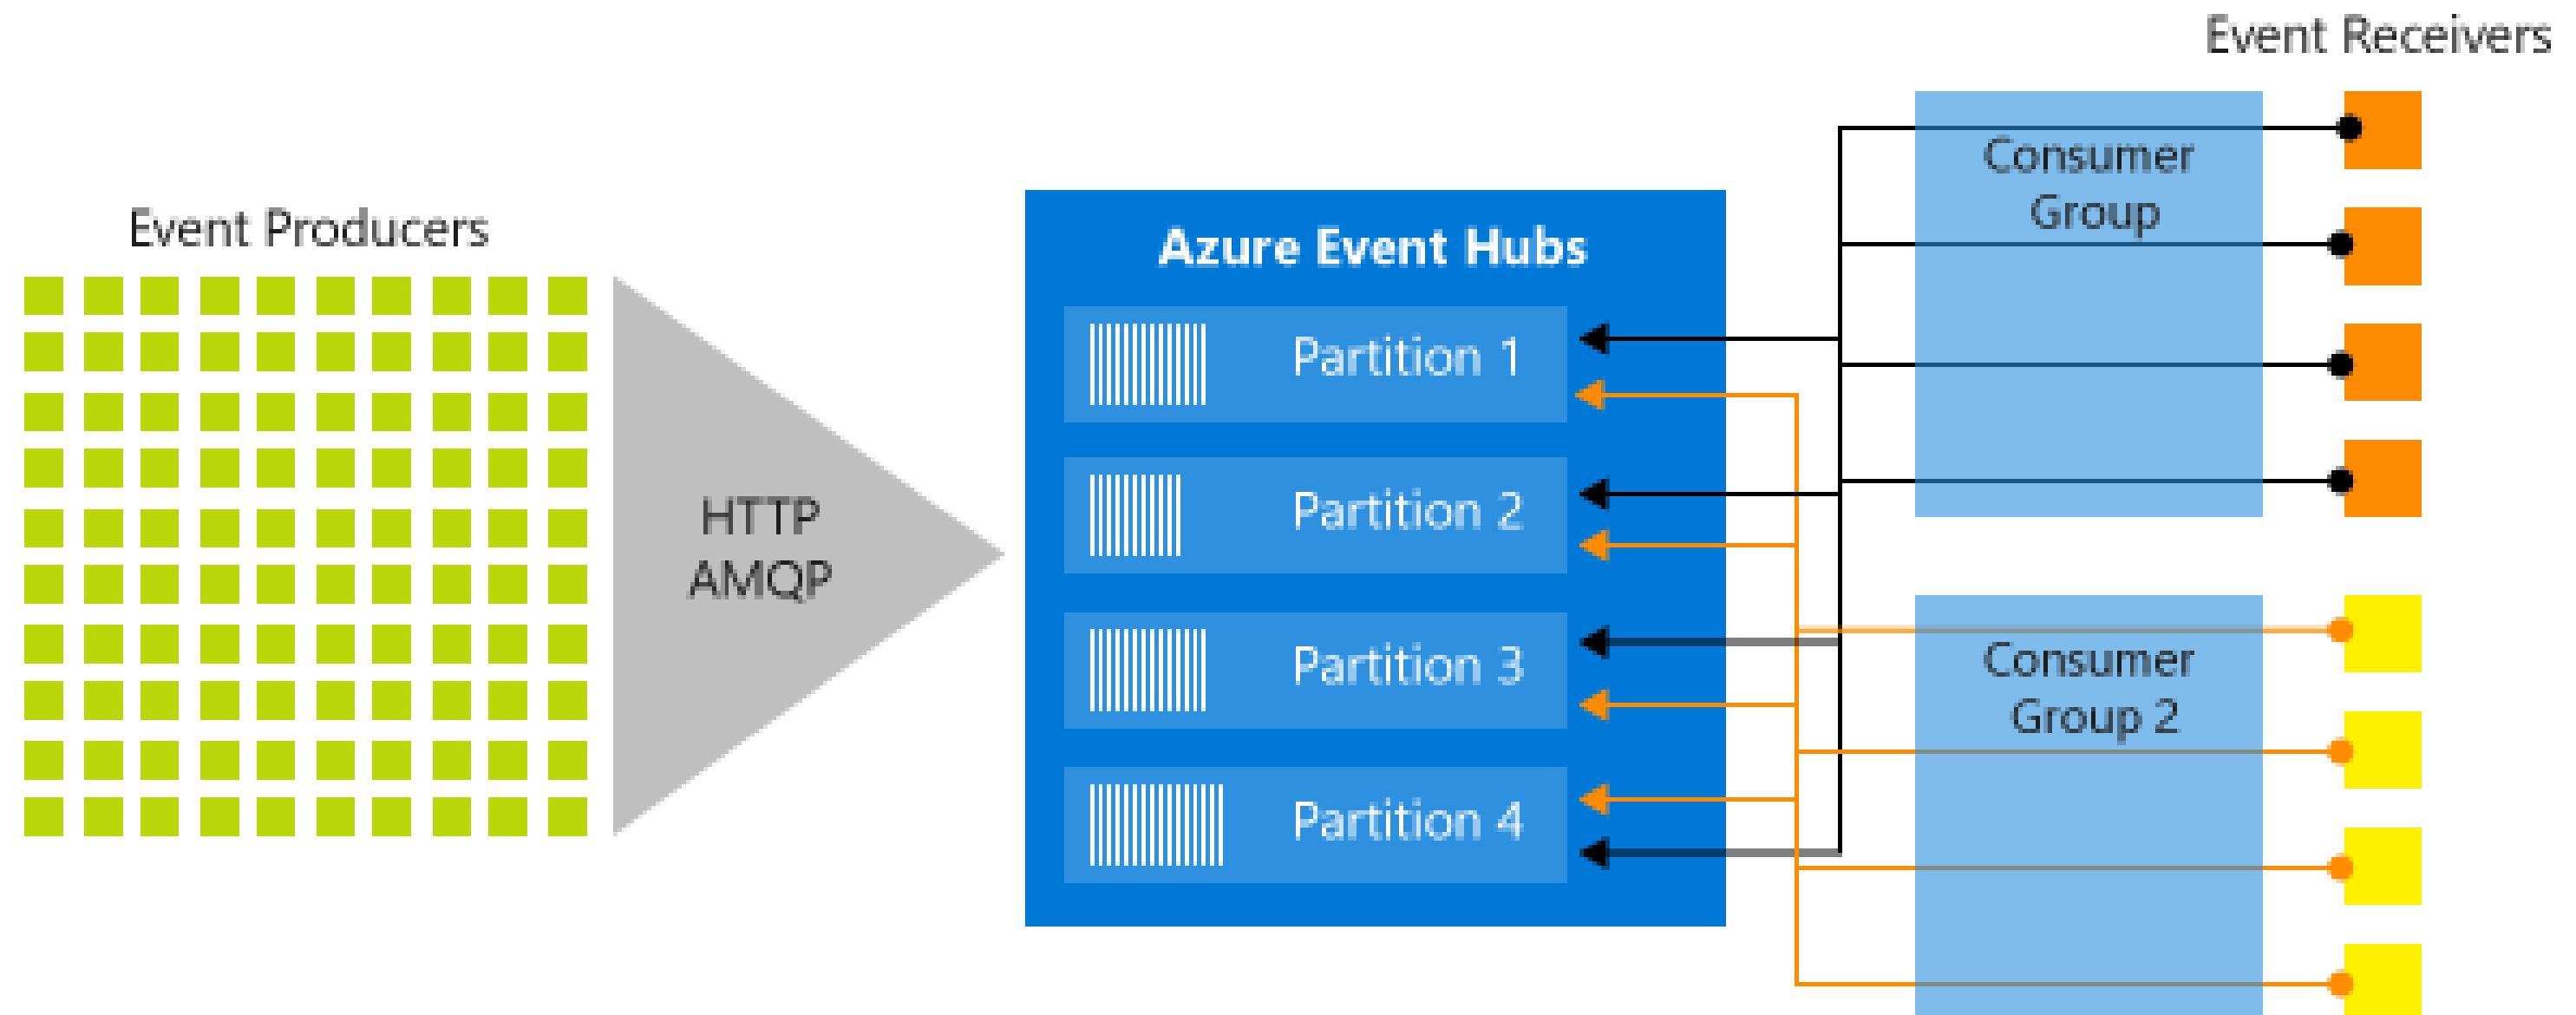 Event Producers
HTTP
AMQP
Azure Event Hubs
Partition 1
Partition 2
Partition 3
Partition 4
Consumer
Group
Consumer
Group 2
Event Receivers